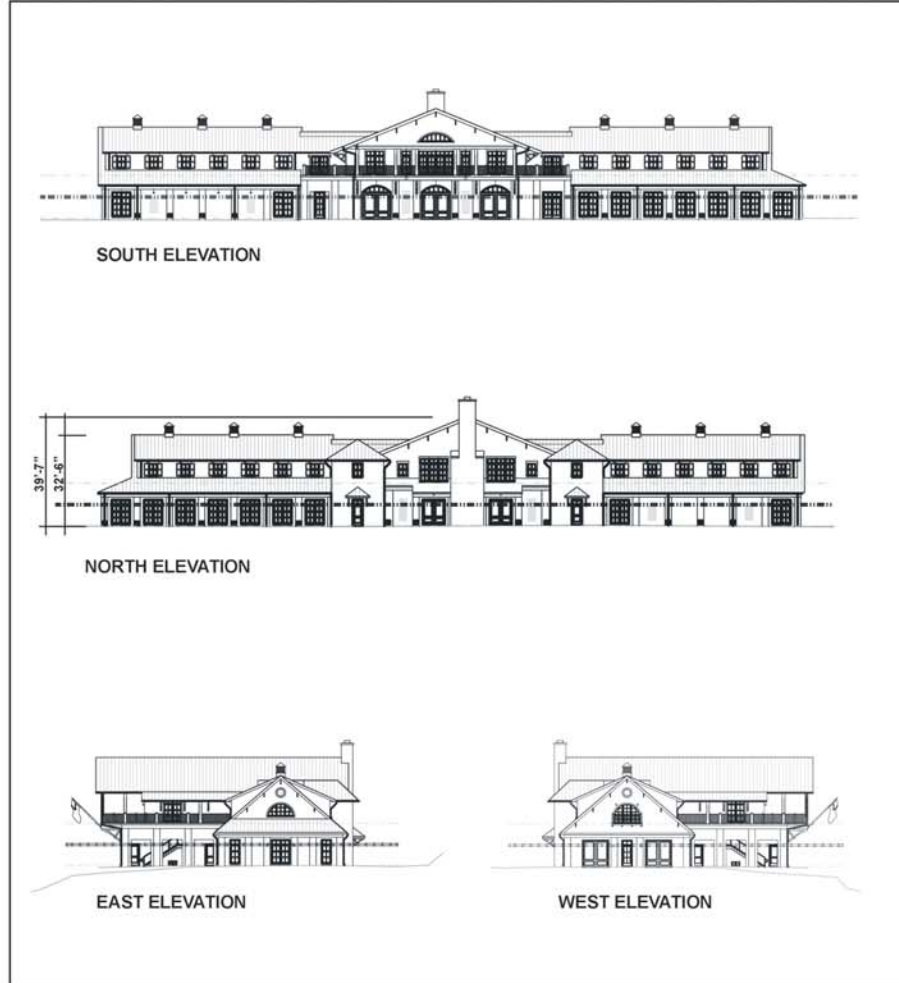 SOUTH ELEVATION
39'-7"
32'-6"
NORTH ELEVATION
EAST ELEVATION
WEST ELEVATION